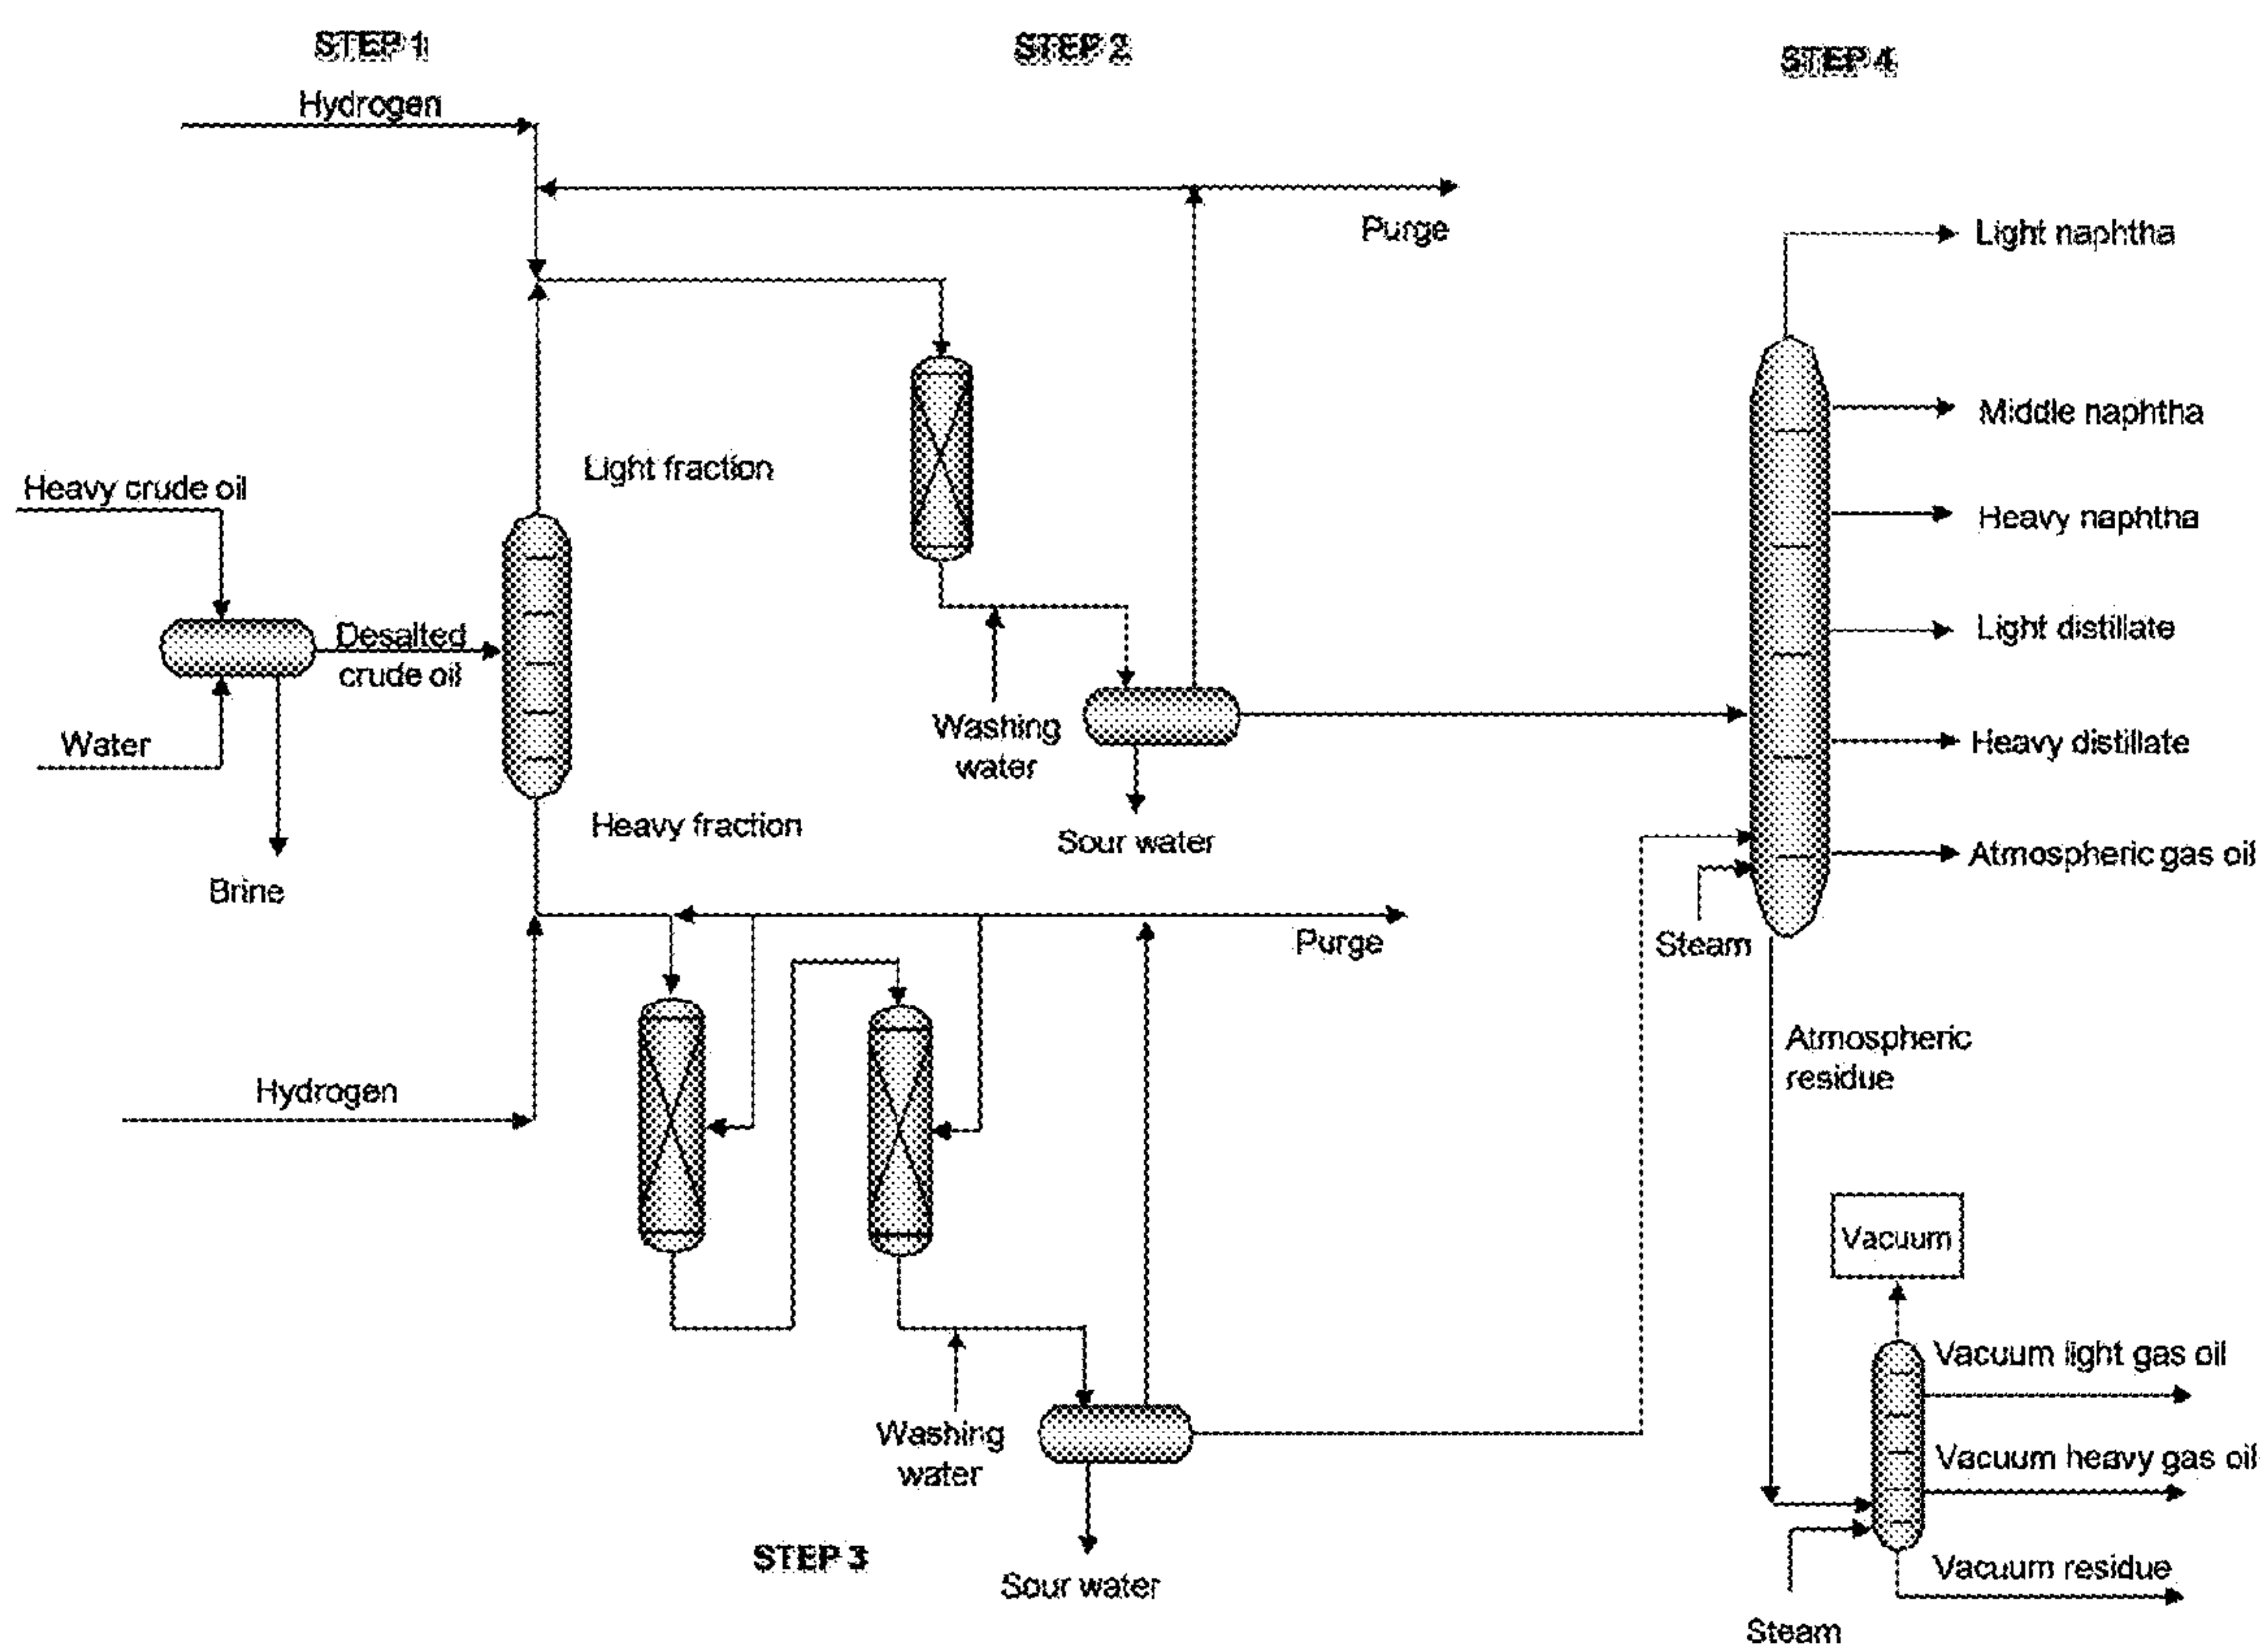 STEP 1
STEP 2
STEP 4
Hydrogen
Purge
Light naphtha
Middle naphtha
Light fraction
Heavy crude oil
Heavy naphtha
Desalted
crude oil
Light distillate
Water
Washing
water
Heavy distillate
Heavy fraction
Sour water
Atmospheric gas oil
Brine
Purge
Steam
Atmospheric
residue
Hydrogen
Vacuum
Vacuum light gas oil
Washing
water
Vacuum heavy gas oil
STEP 3
Sour water
Vacuum residue
Steam